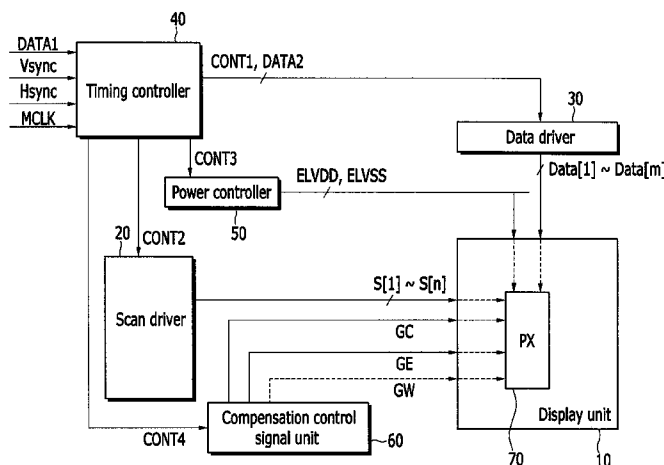 40
DATA1
Vsync
Hsync
MCLK
Timing controller
CONT1, DATA2
30
Data driver
CONT3
ELVDD, ELVSS
Data[1] ~ Data[m]
Power controller
50
20
CONT2
Scan driver
S[1] ~ S[n]
GC
PX
GE
GW
Compensation control
signal unit
CONT4
60
Display unit
70
10